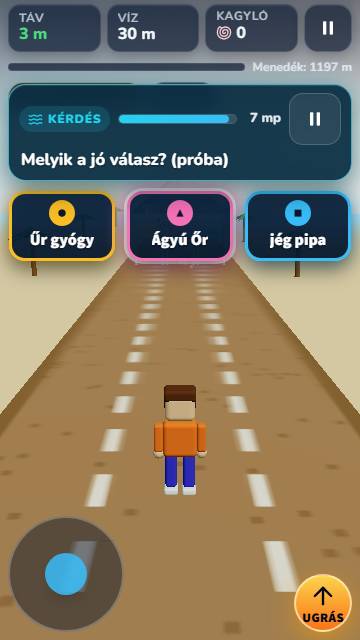 TÁV
3 m
VÍZ
30 m
KAGYLÓ
0
Menedék: 1197 m
KÉRDÉS
7 mp
Melyik a jó válasz? (próba)
Űr gyógy
Ágyú Őr
jég pipa
UGRÁS